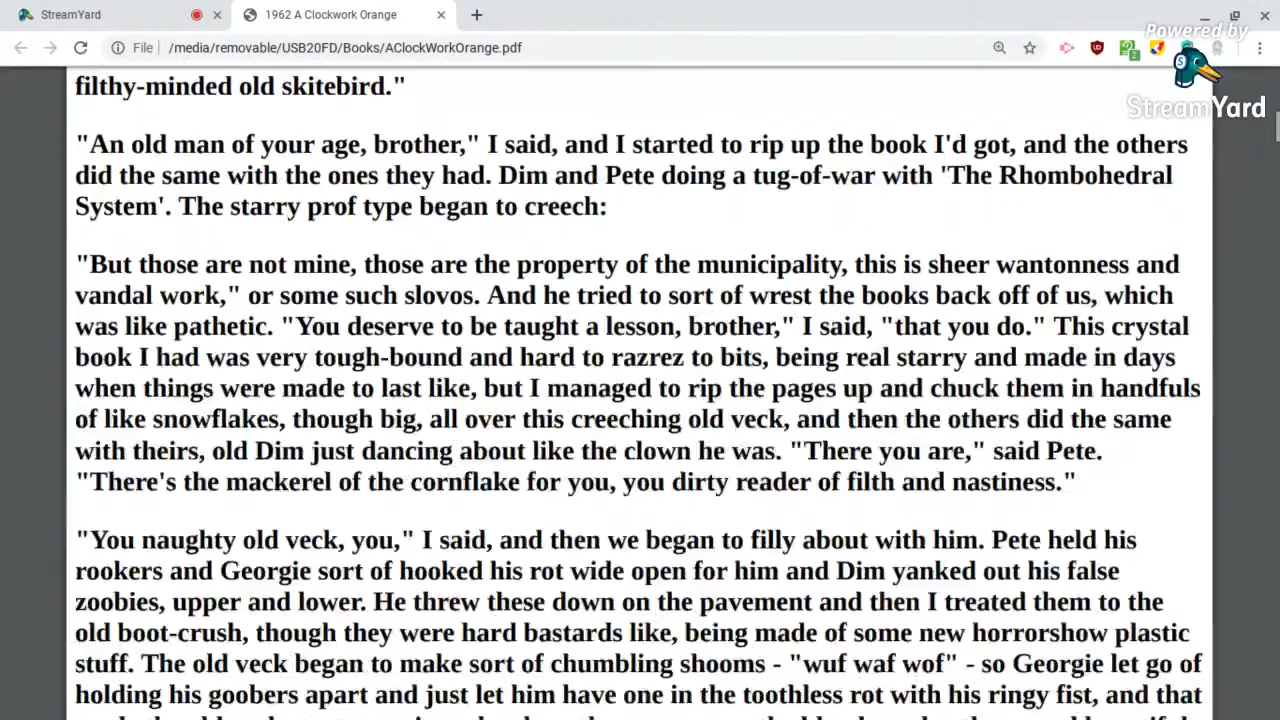 StreamYard
1962 A Clockwork Orange
File
/media/removable/USB20FD/Books/AClockWorkOrange.pdf
Powered by
StreamYard
filthy-minded old skitebird."
"An old man of your age, brother," I said, and I started to rip up the book I'd got, and the others
did the same with the ones they had. Dim and Pete doing a tug-of-war with 'The Rhombohedral
System'. The starry prof type began to creech:
"But those are not mine, those are the property of the municipality, this is sheer wantonness and
vandal work," or some such slovos. And he tried to sort of wrest the books back off of us, which
was like pathetic. "You deserve to be taught a lesson, brother," I said, "that you do." This crystal
book I had was very tough-bound and hard to razrez to bits, being real starry and made in days
when things were made to last like, but I managed to rip the pages up and chuck them in handfuls
of like snowflakes, though big, all over this creeching old veck, and then the others did the same
with theirs, old Dim just dancing about like the clown he was. "There you are," said Pete.
"There's the mackerel of the cornflake for you, you dirty reader of filth and nastiness."
"You naughty old veck, you," I said, and then we began to filly about with him. Pete held his
rookers and Georgie sort of hooked his rot wide open for him and Dim yanked out his false
zoobies, upper and lower. He threw these down on the pavement and then I treated them to the
old boot-crush, though they were hard bastards like, being made of some new horrorshow plastic
stuff. The old veck began to make sort of chumbling shooms - "wuf waf wof" - so Georgie let go of
holding his goobers apart and just let him have one in the toothless rot with his ringy fist, and that